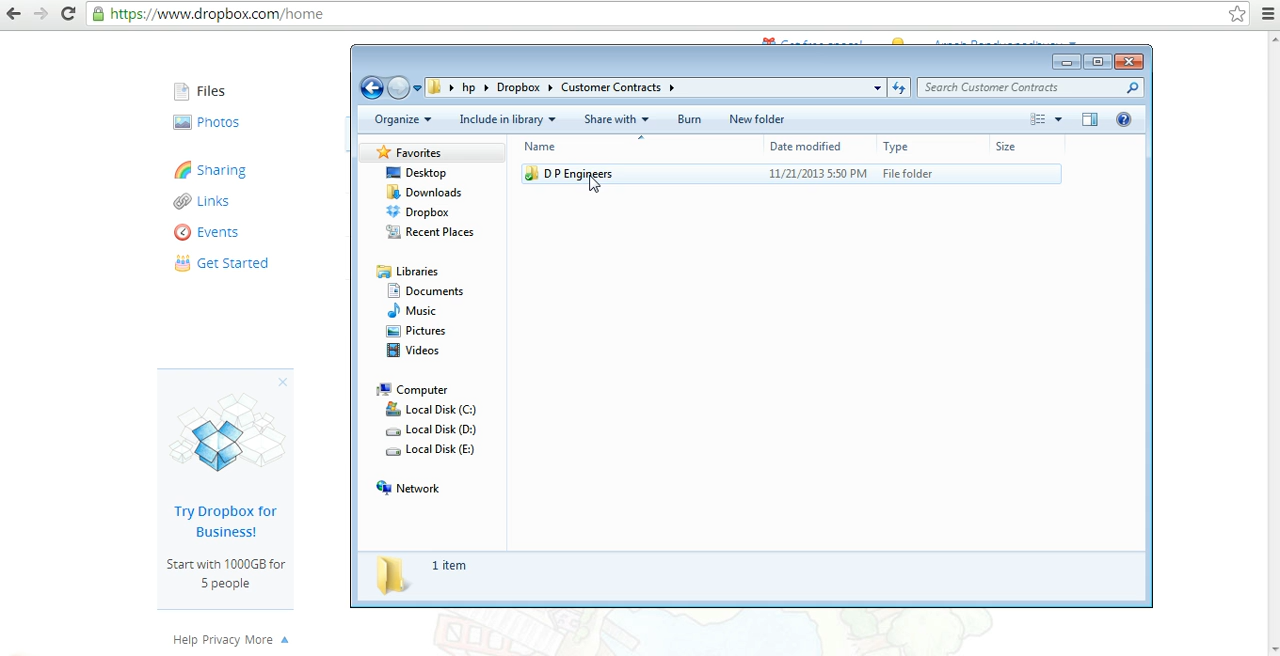 https://www.dropbox.com/home
Files
Photos
Sharing
Links
Events
Get Started
Try Dropbox for
Business!
Start with 1000GB for
5 people
Help Privacy More
hp Dropbox Customer Contracts
Search Customer Contracts
Organize Include in library Share with Burn New folder
Favorites
Desktop
Downloads
Dropbox
Recent Places
Libraries
Documents
Music
Pictures
Videos
Computer
Local Disk (C:)
Local Disk (D:)
Local Disk (E:)
Network
Name Date modified Type Size
D P Engineers 11/21/2013 5:50 PM File folder
1 item